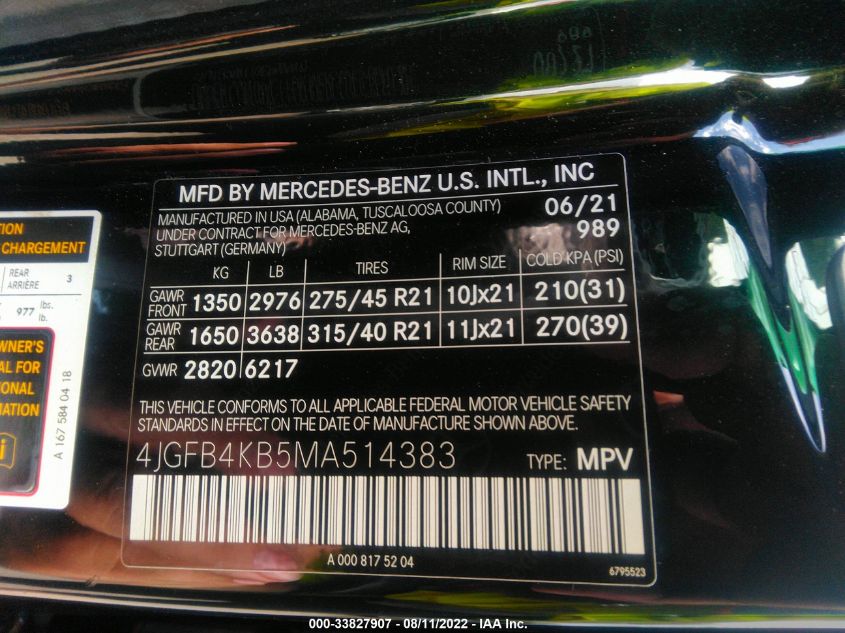 MFD BY MERCEDES-BENZ U.S. INTL., INC
MANUFACTURED IN USA (ALABAMA, TUSCALOOSA COUNTY) 06/21
UNDER CONTRACT FOR MERCEDES-BENZ AG, 989
STUTTGART (GERMANY)
KG LB TIRES RIM SIZE COLD KPA (PSI)
GAWR FRONT 1350 2976 275/45 R21 10Jx21 210(31)
GAWR REAR 1650 3638 315/40 R21 11Jx21 270(39)
GVWR 2820 6217
THIS VEHICLE CONFORMS TO ALL APPLICABLE FEDERAL MOTOR VEHICLE SAFETY
STANDARDS IN EFFECT ON THE DATE OF MANUFACTURE SHOWN ABOVE.
4JGFB4KB5MA514383 TYPE: MPV
A 000 817 52 04
6795523
TION
CHARGEMENT
REAR 3
ARRIÈRE
977 lbs.
lb.
WNER'S
AL FOR
IONAL
MATION
A 167 584 04 18
000-33827907 - 08/11/2022 - IAA Inc.